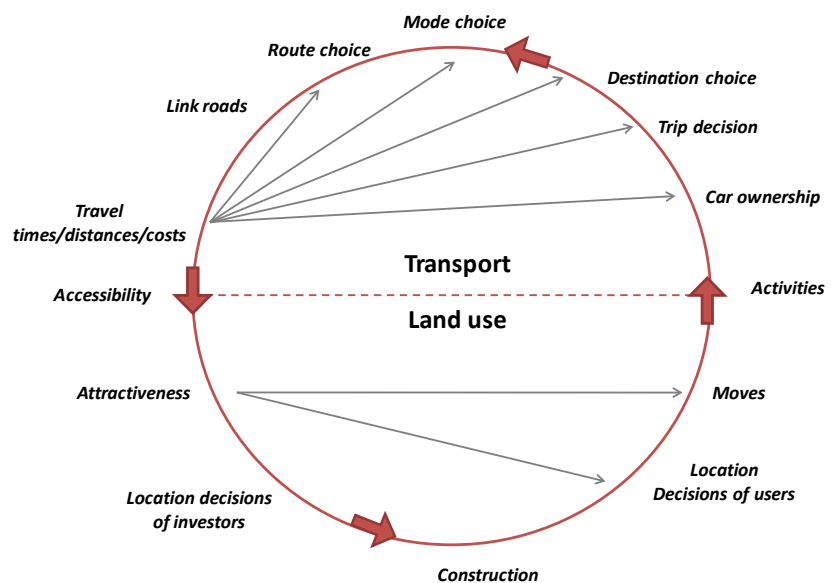 Mode choice
Route choice
Destination choice
Link roads
Trip decision
Car ownership
Travel
times/distances/costs
Transport
Accessibility
Activities
Land use
Attractiveness
Moves
Location
Decisions of users
Location decisions
of investors
Construction